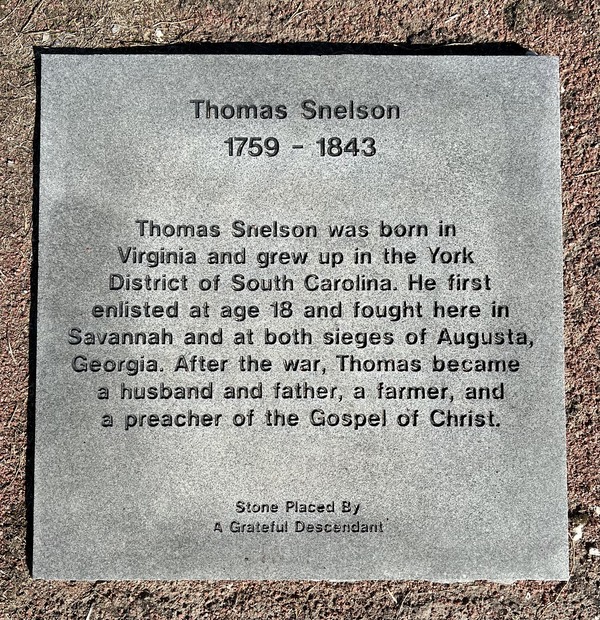 Thomas Snelson
1759 - 1843
Thomas Snelson was born in
Virginia and grew up in the York
District of South Carolina. He first
enlisted at age 18 and fought here in
Savannah and at both sieges of Augusta,
Georgia. After the war, Thomas became
a husband and father, a farmer, and
a preacher of the Gospel of Christ.
Stone Placed By
A Grateful Descendant